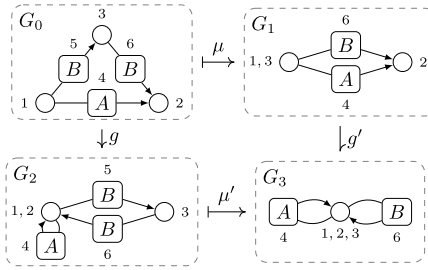 G₀ 3 G₁ 6
5 6 μ B
B 4 B 1,3 2
1 A 2 A
4
g g′
G₂ 5 G₃
1,2 B 3 μ′ A B
4 A B 4 1,2,3 6
6